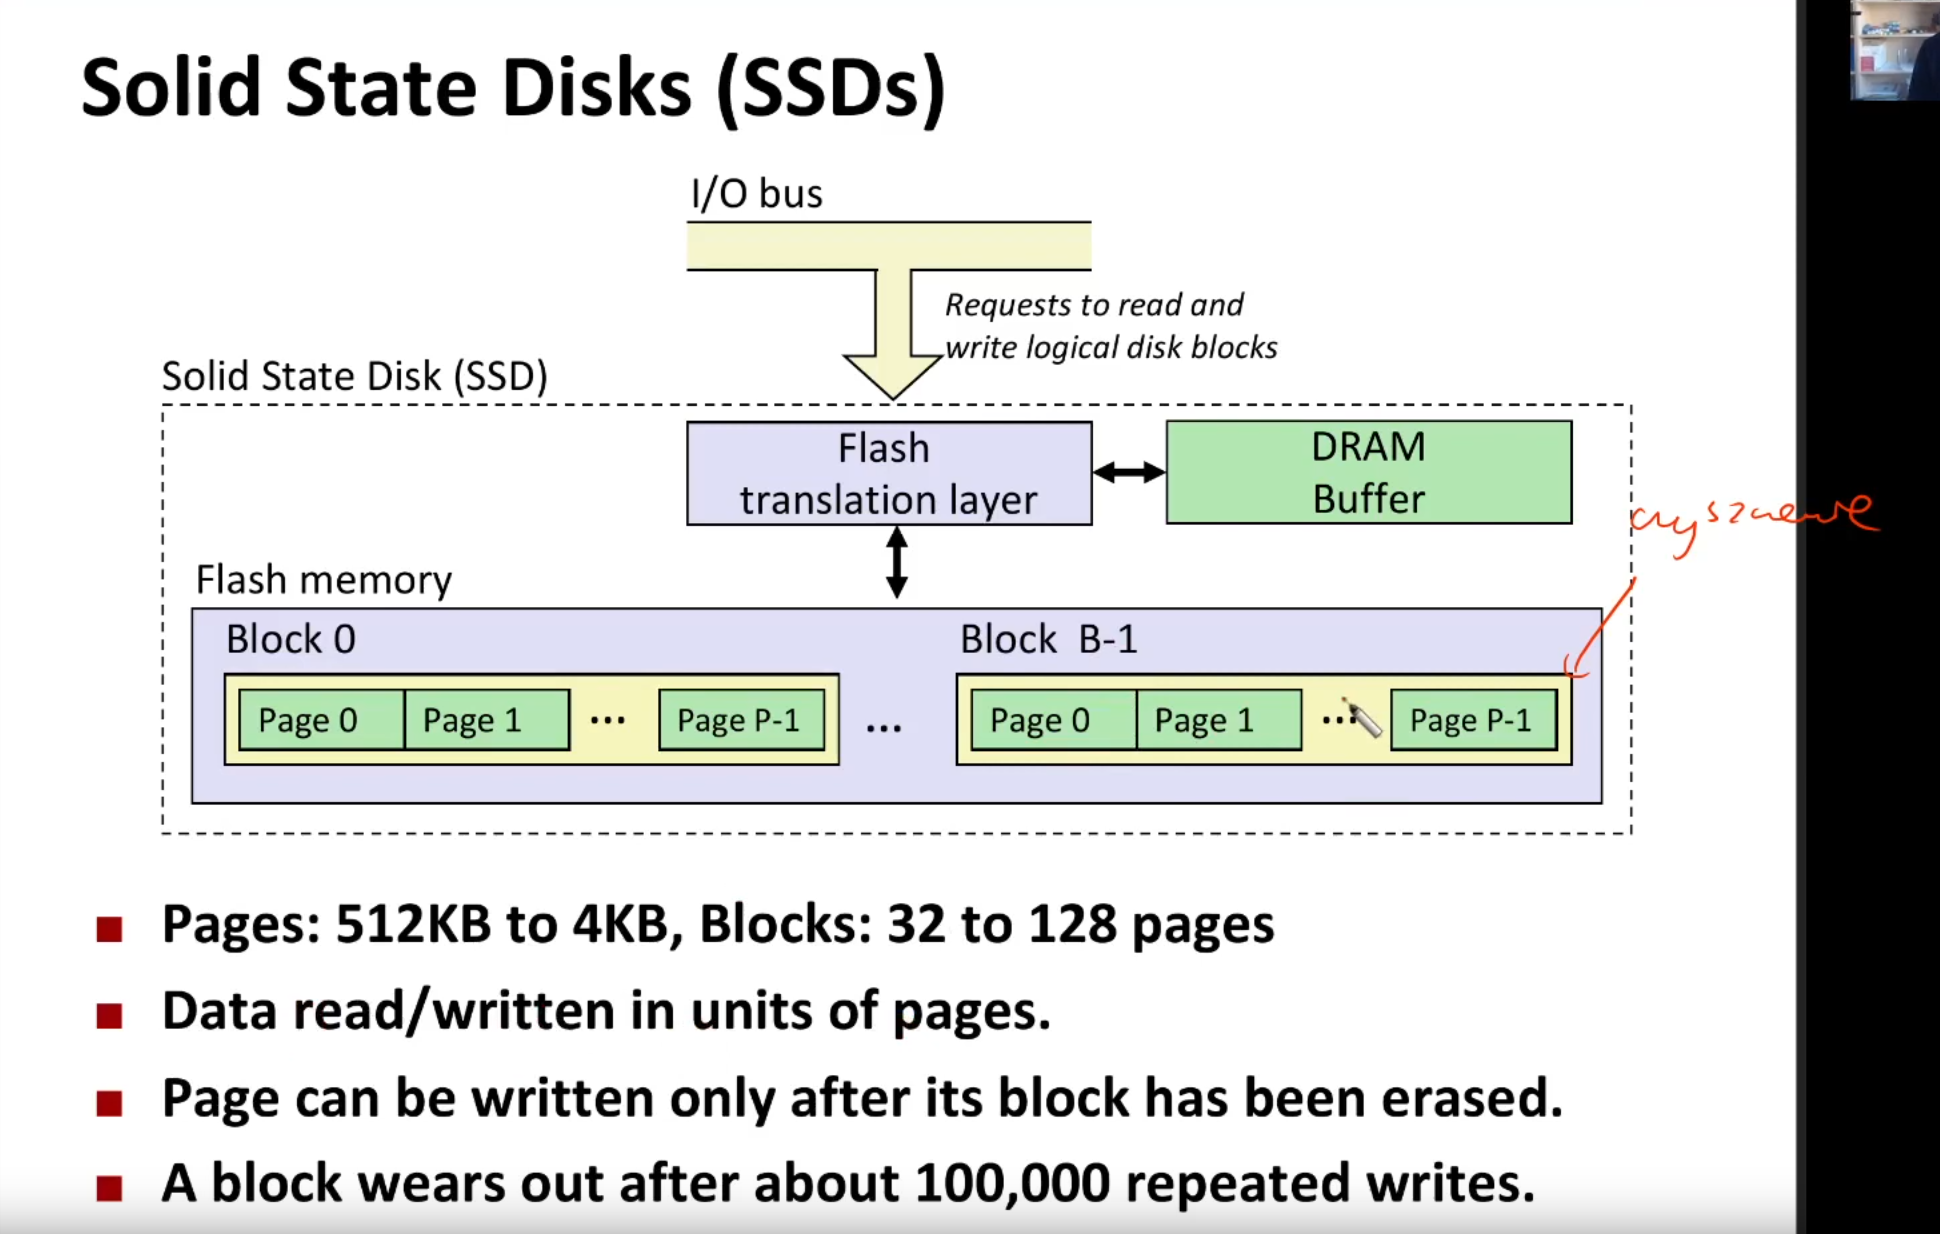 Solid State Disks (SSDs)
I/O bus
Requests to read and
write logical disk blocks
Solid State Disk (SSD)
Flash
translation layer
DRAM
Buffer
Flash memory
Block 0
Block B-1
Page 0 Page 1 ... Page P-1 ... Page 0 Page 1 ... Page P-1
Pages: 512KB to 4KB, Blocks: 32 to 128 pages
Data read/written in units of pages.
Page can be written only after its block has been erased.
A block wears out after about 100,000 repeated writes.